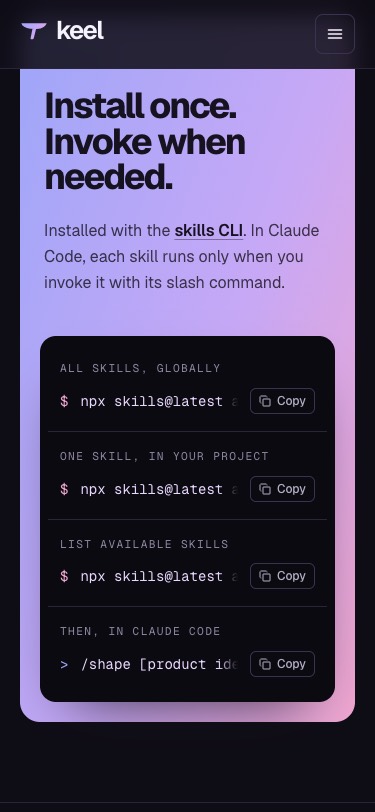 keel
Install once.
Invoke when
needed.
Installed with the skills CLI. In Claude
Code, each skill runs only when you
invoke it with its slash command.
ALL SKILLS, GLOBALLY
$ npx skills@latest a
Copy
ONE SKILL, IN YOUR PROJECT
$ npx skills@latest a
Copy
LIST AVAILABLE SKILLS
$ npx skills@latest a
Copy
THEN, IN CLAUDE CODE
> /shape [product ide
Copy